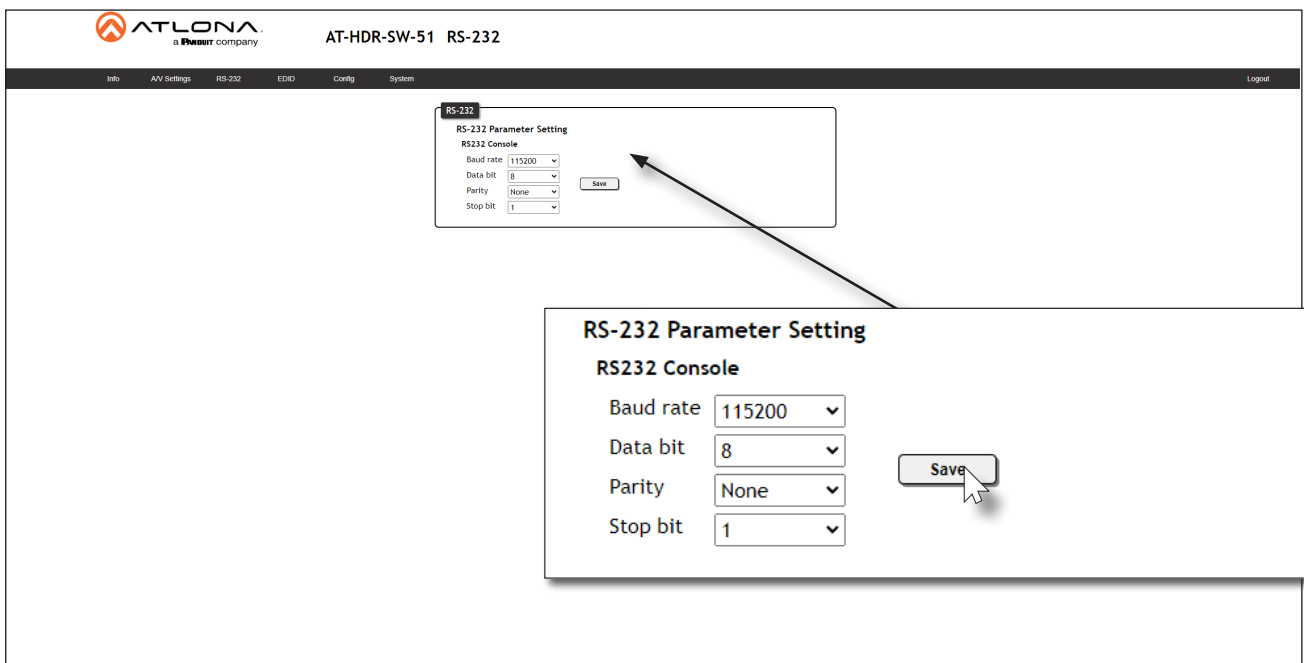 ATLONA.
a PANDUIT company
AT-HDR-SW-51 RS-232
Info A/V Settings RS-232 EDID Config System Logout
RS-232
RS-232 Parameter Setting
RS232 Console
Baud rate 115200
Data bit 8
Save
Parity None
Stop bit 1
RS-232 Parameter Setting
RS232 Console
Baud rate 115200
Data bit 8
Save
Parity None
Stop bit 1